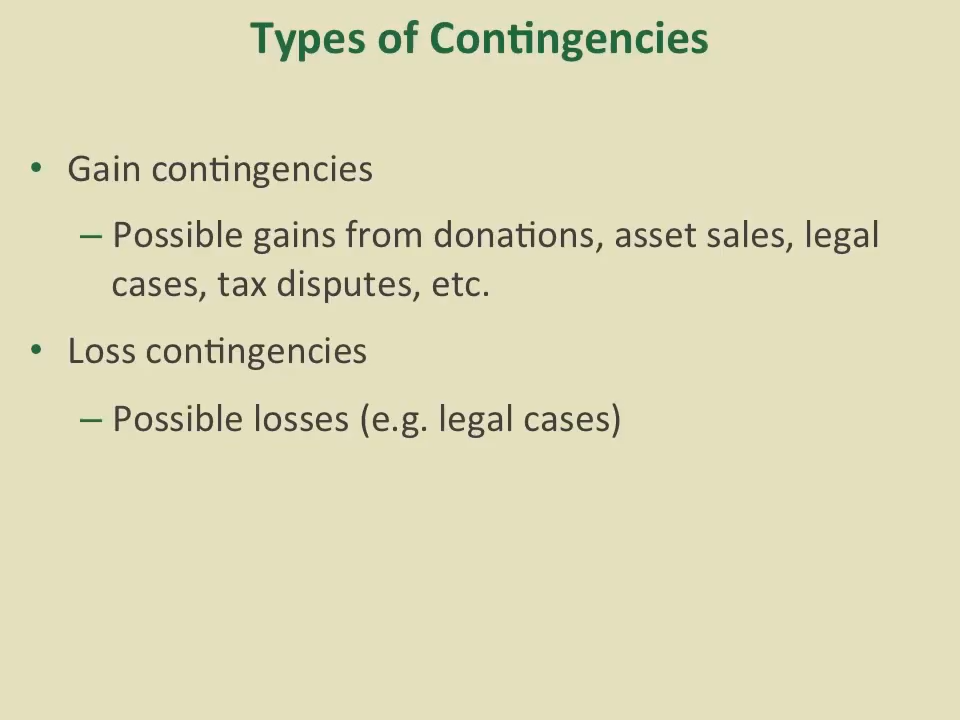 Types of Contingencies
• Gain contingencies
– Possible gains from donations, asset sales, legal
cases, tax disputes, etc.
• Loss contingencies
– Possible losses (e.g. legal cases)